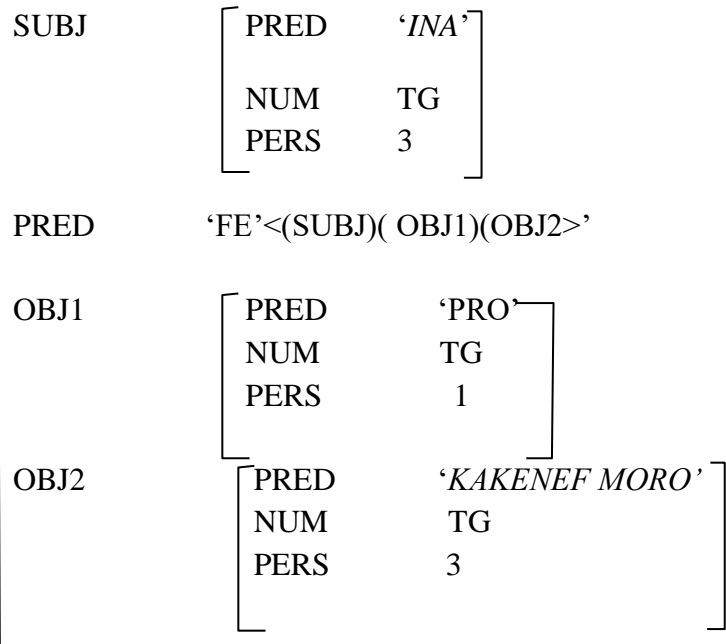 SUBJ PRED ‘INA’
NUM TG
PERS 3
PRED ‘FE’<(SUBJ)( OBJ1)(OBJ2>’
OBJ1 PRED ‘PRO’
NUM TG
PERS 1
OBJ2 PRED ‘KAKENEF MORO’
NUM TG
PERS 3